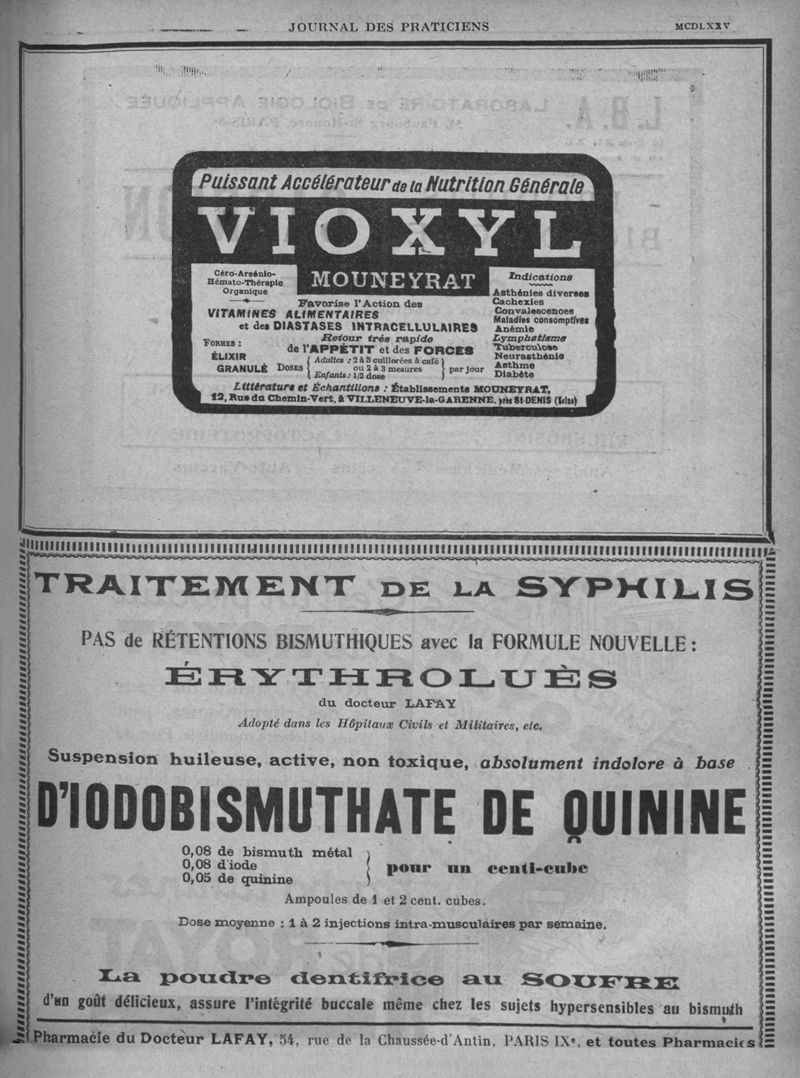 JOURNAL DES PRATICIENS
MCDLXXV
Puissant Accélérateur de la Nutrition Générale
VIOXYL
MOUNEYRAT
Céro-Arsénio-
Hémato-Thérapie
Organique
Favorise l'Action des
VITAMINES ALIMENTAIRES
et des DIASTASES INTRACELLULAIRES
Retour très rapide
de l'APPÉTIT et des FORCES
FORMES :
ÉLIXIR
GRANULÉ
DOSES { Adultes : 2 à 3 cuillorées à café
ou 2 à 3 mesures
Enfants : 1/2 dose } par jour
Indications
Asthénies diverses
Cachexies
Convalescences
Maladies consomptives
Anémie
Lymphatisme
Tuberculose
Neurasthénie
Asthme
Diabète
Littérature et Échantillons : Établissements MOUNEYRAT,
12, Rue du Chemin-Vert, à VILLENEUVE-la-GARENNE, près St-DENIS (Seine)
L.B.A.
LABORATOIRE DE BIOLOGIE APPLIQUÉE
TRAITEMENT DE LA SYPHILIS
PAS de RÉTENTIONS BISMUTHIQUES avec la FORMULE NOUVELLE :
ÉRYTHROLUÈS
du docteur LAFAY
Adopté dans les Hôpitaux Civils et Militaires, etc.
Suspension huileuse, active, non toxique, absolument indolore à base
D'IODOBISMUTHATE DE QUININE
0,08 de bismuth métal
0,08 d'iode
0,05 de quinine
} pour un centi-cube
Ampoules de 1 et 2 cent. cubes.
Dose moyenne : 1 à 2 injections intra-musculaires par semaine.
La poudre dentifrice au SOUFRE
d'un goût délicieux, assure l'intégrité buccale même chez les sujets hypersensibles au bismuth
Pharmacie du Docteur LAFAY, 54, rue de la Chaussée-d'Antin, PARIS IXe, et toutes Pharmacies